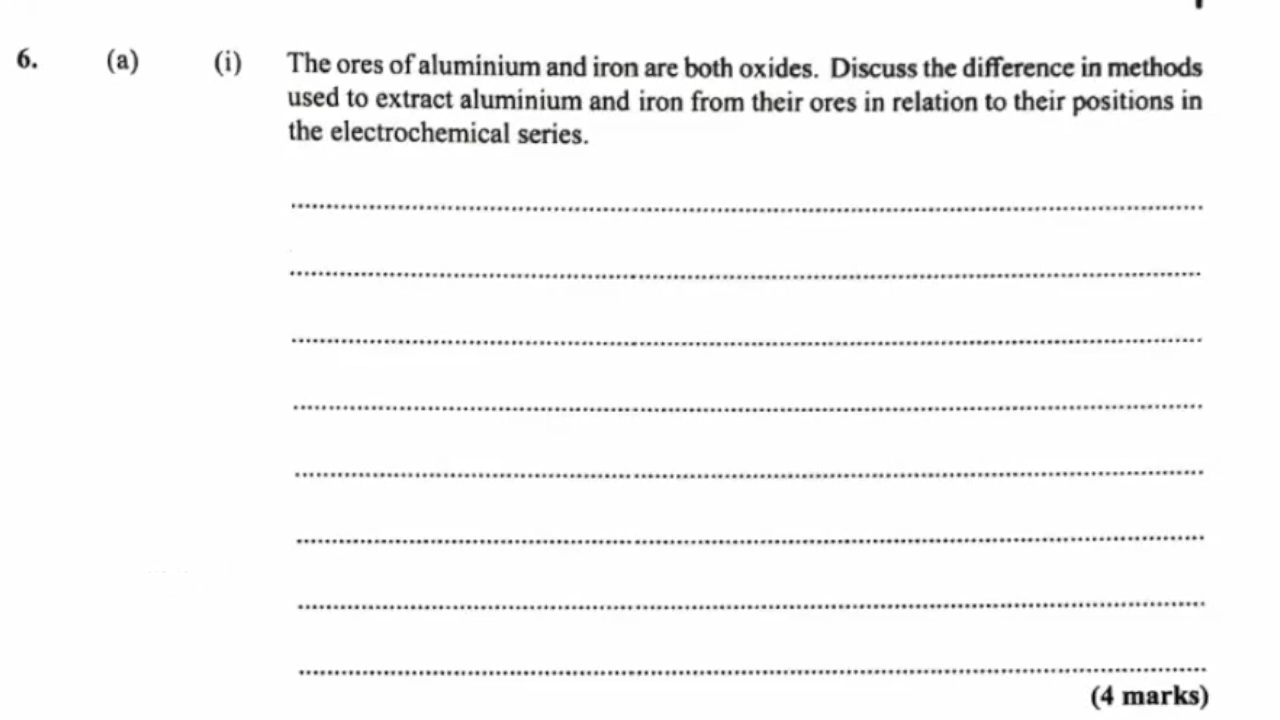 6. (a) (i) The ores of aluminium and iron are both oxides. Discuss the difference in methods
used to extract aluminium and iron from their ores in relation to their positions in
the electrochemical series.
(4 marks)